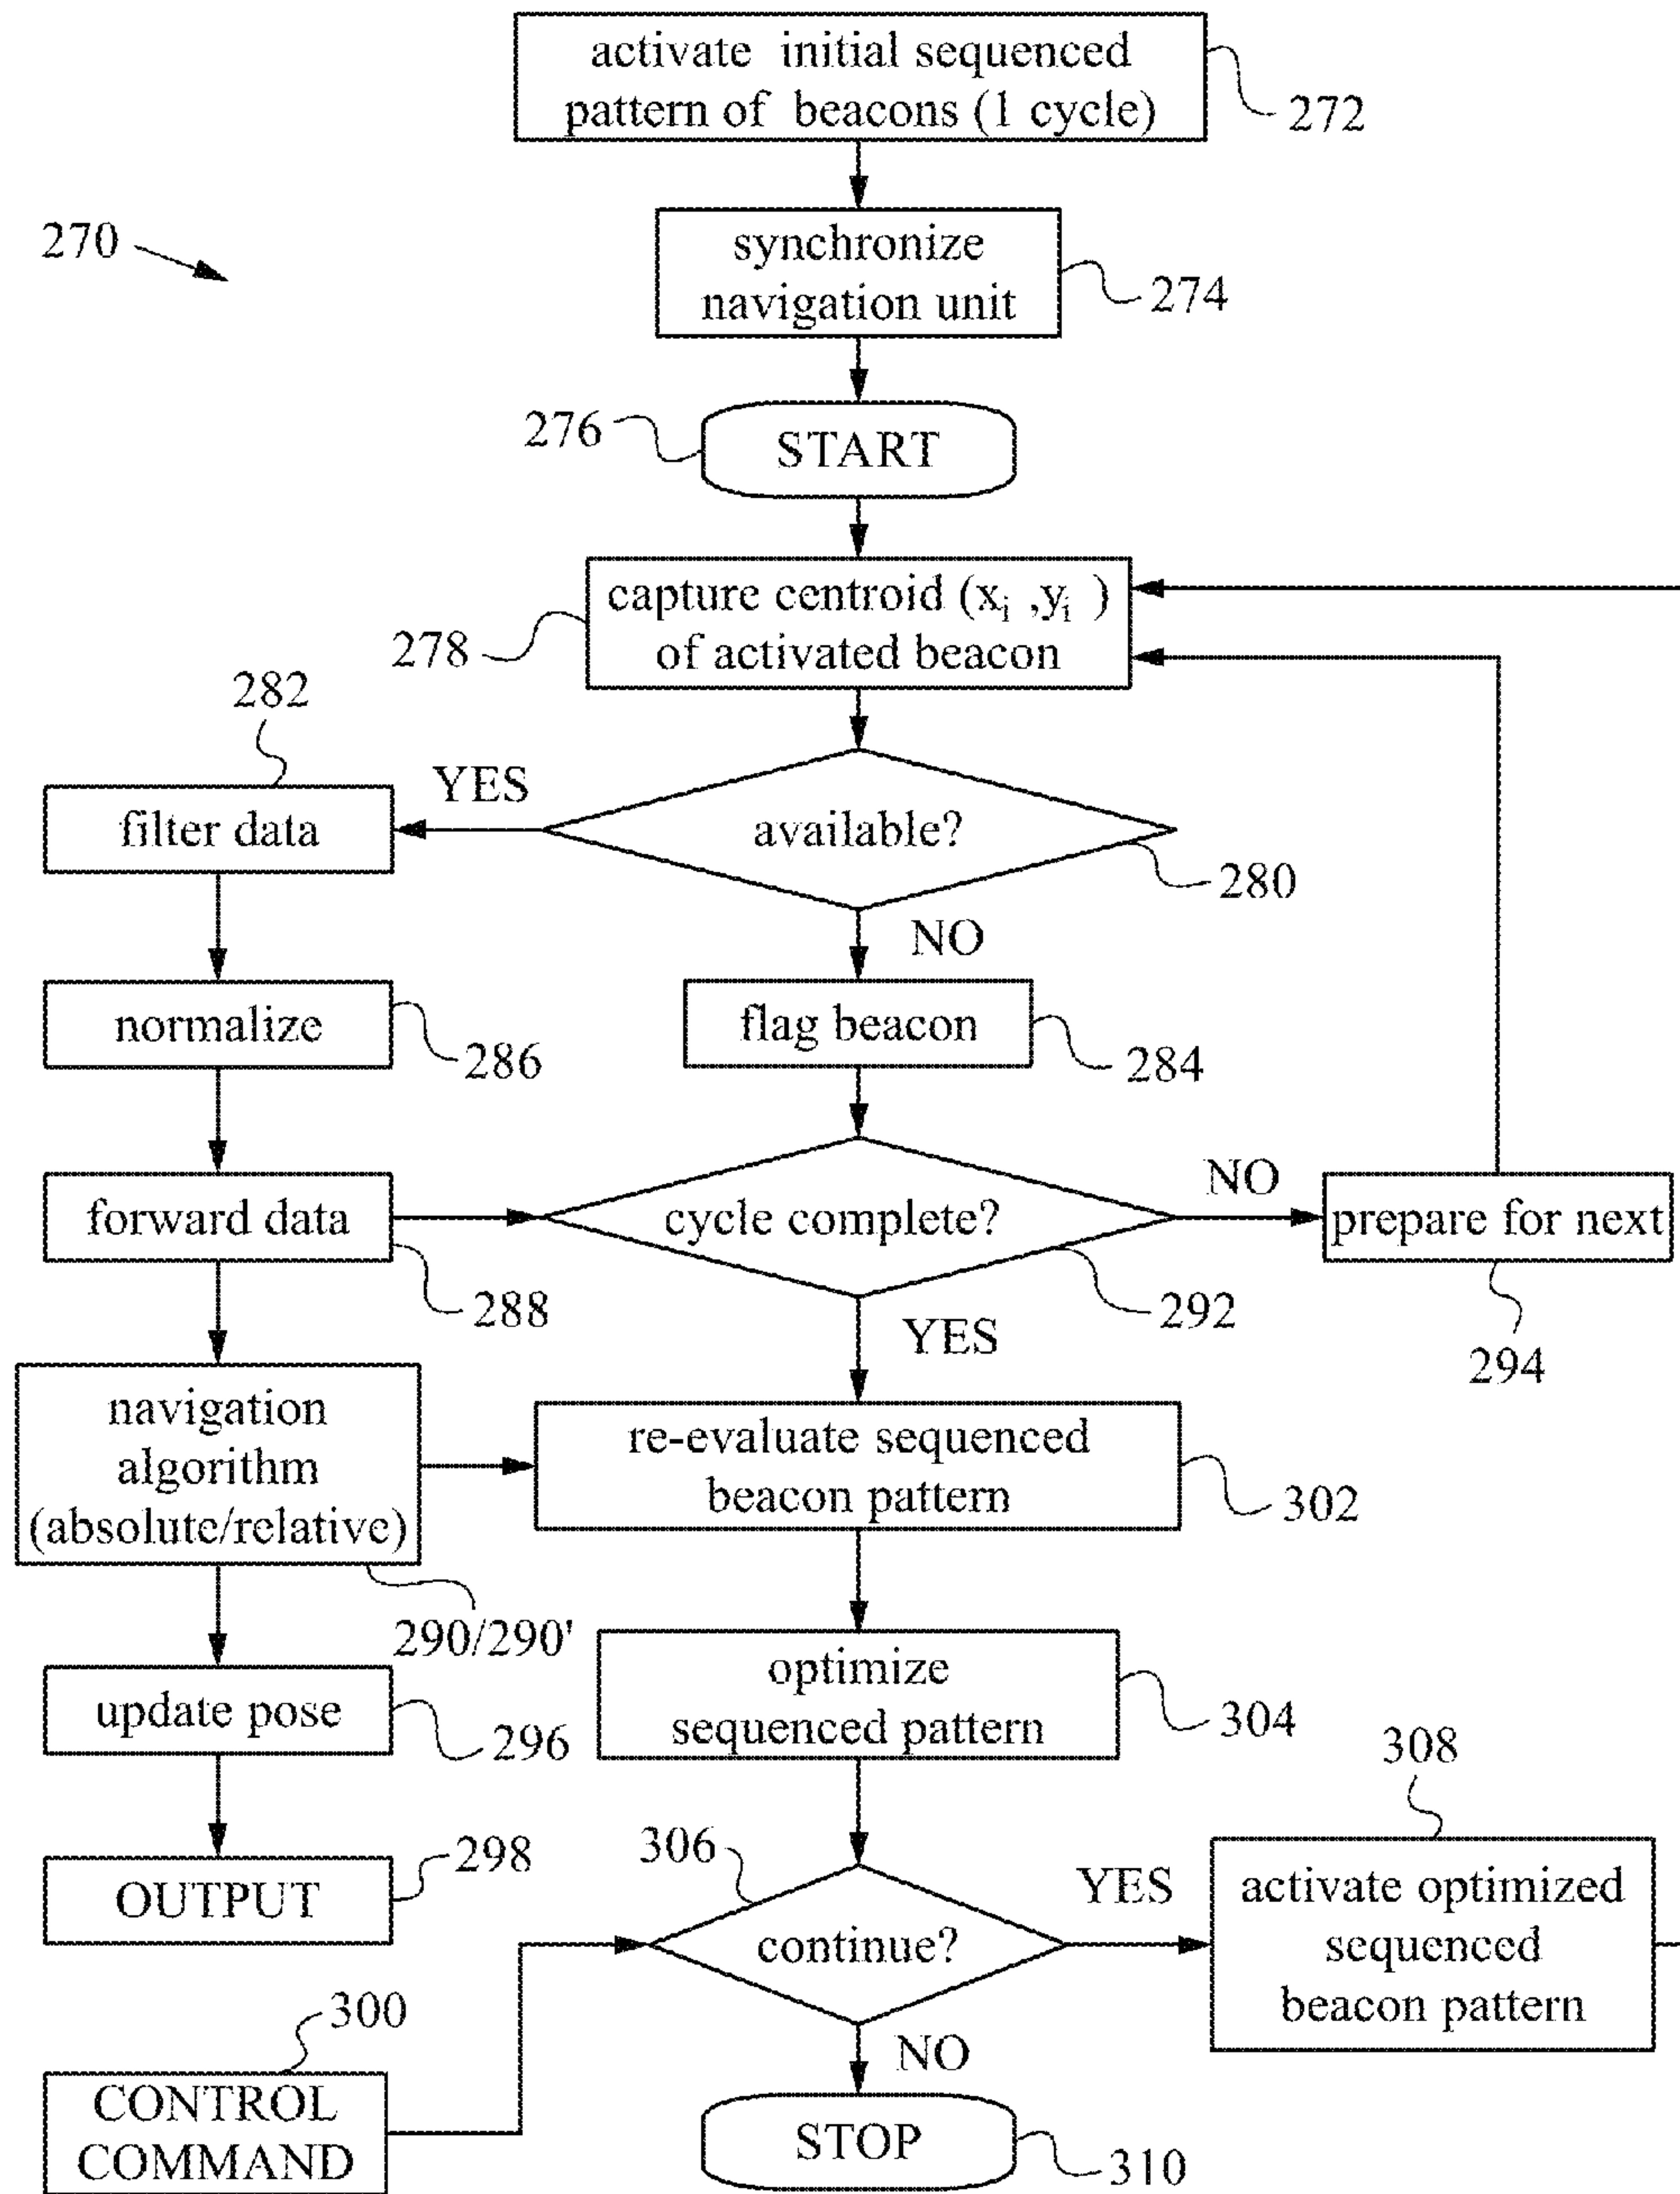 activate initial sequenced
pattern of beacons (1 cycle)
272
270
synchronize
navigation unit
274
276
START
capture centroid (xᵢ ,yᵢ )
of activated beacon
278
282
YES
filter data
available?
280
NO
normalize
286
flag beacon
284
forward data
288
cycle complete?
292
NO
prepare for next
294
YES
navigation
algorithm
(absolute/relative)
290/290'
re-evaluate sequenced
beacon pattern
302
update pose
296
optimize
sequenced pattern
304
308
OUTPUT
298
306
continue?
YES
activate optimized
sequenced
beacon pattern
300
CONTROL
COMMAND
NO
STOP
310